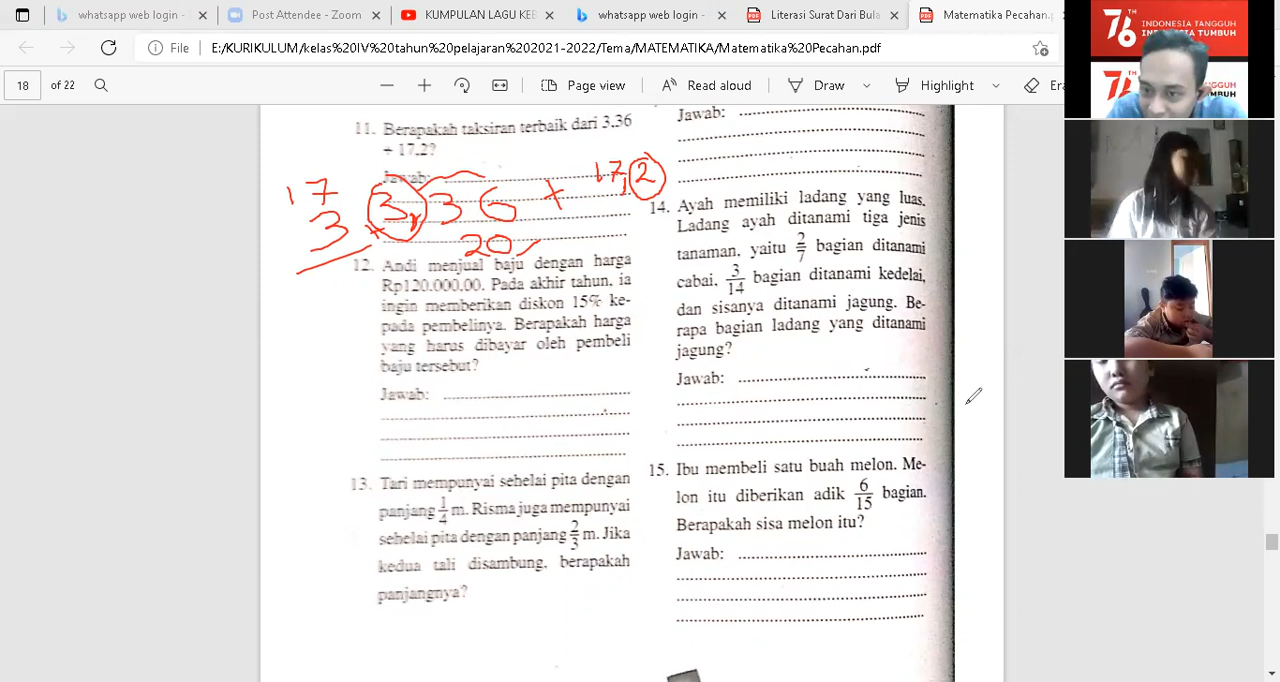 whatsapp web login -
Post Attendee - Zoom
KUMPULAN LAGU KEB
whatsapp web login -
Literasi Surat Dari Bula
Matematika Pecahan.
File
E:/KURIKULUM/kelas%20IV%20tahun%20pelajaran%202021-2022/Tema/MATEMATIKA/Matematika%20Pecahan.pdf
18 of 22
Page view
Read aloud
Draw
Highlight
Era
11. Berapakah taksiran terbaik dari 3.36
+ 17.2?
Jawab:
17
3
3,36 + 17,2
20
12. Andi menjual baju dengan harga
Rp120.000.00. Pada akhir tahun, ia
ingin memberikan diskon 15% ke-
pada pembelinya. Berapakah harga
yang harus dibayar oleh pembeli
baju tersebut?
Jawab:
13. Tari mempunyai sehelai pita dengan
panjang 1/4 m. Risma juga mempunyai
sehelai pita dengan panjang 2/3 m. Jika
kedua tali disambung, berapakah
panjangnya?
Jawab:
14. Ayah memiliki ladang yang luas.
Ladang ayah ditanami tiga jenis
tanaman, yaitu 2/7 bagian ditanami
cabai, 3/14 bagian ditanami kedelai,
dan sisanya ditanami jagung. Be-
rapa bagian ladang yang ditanami
jagung?
Jawab:
15. Ibu membeli satu buah melon. Me-
lon itu diberikan adik 6/15 bagian.
Berapakah sisa melon itu?
Jawab:
76TH
INDONESIA TANGGUH
INDONESIA TUMBUH